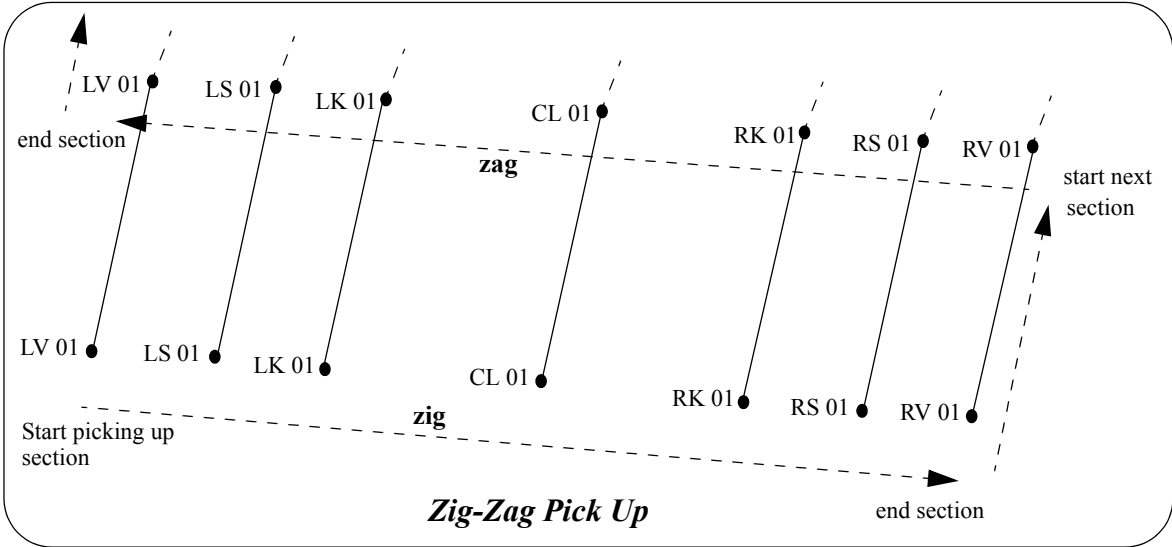 LV 01
LS 01
LK 01
CL 01
RK 01
RS 01
RV 01
end section
zag
start next
section
LV 01
LS 01
LK 01
CL 01
RK 01
RS 01
RV 01
zig
Start picking up
section
Zig-Zag Pick Up
end section